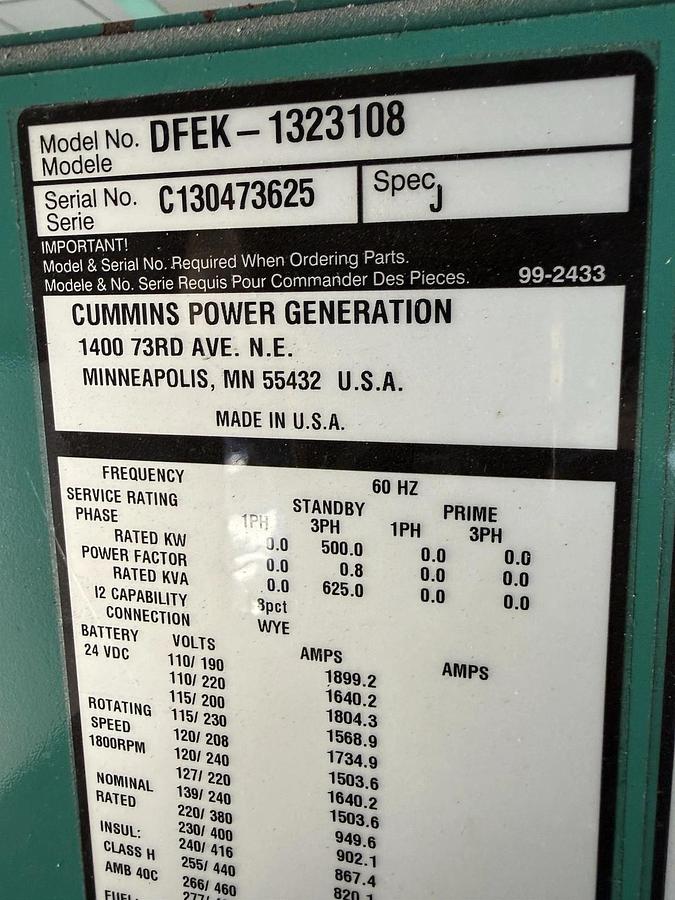 Model No. DFEK – 1323108
Modele
Serial No. C130473625 Spec J
Serie
IMPORTANT!
Model & Serial No. Required When Ordering Parts.
Modele & No. Serie Requis Pour Commander Des Pieces. 99-2433
CUMMINS POWER GENERATION
1400 73RD AVE. N.E.
MINNEAPOLIS, MN 55432 U.S.A.
MADE IN U.S.A.
FREQUENCY 60 HZ
SERVICE RATING STANDBY PRIME
PHASE 1PH 3PH 1PH 3PH
RATED KW 0.0 500.0 0.0 0.0
POWER FACTOR 0.0 0.8 0.0 0.0
RATED KVA 0.0 625.0 0.0 0.0
I2 CAPABILITY 3pct
CONNECTION WYE
BATTERY VOLTS AMPS AMPS
24 VDC 110/ 190 1899.2
110/ 220 1640.2
115/ 200 1804.3
ROTATING 115/ 230 1568.9
SPEED 120/ 208 1734.9
1800RPM 120/ 240 1503.6
127/ 220 1640.2
NOMINAL 139/ 240 1503.6
RATED 220/ 380 949.6
INSUL: 230/ 400 902.1
CLASS H 240/ 416 867.4
AMB 40C 255/ 440 820.1
266/ 460